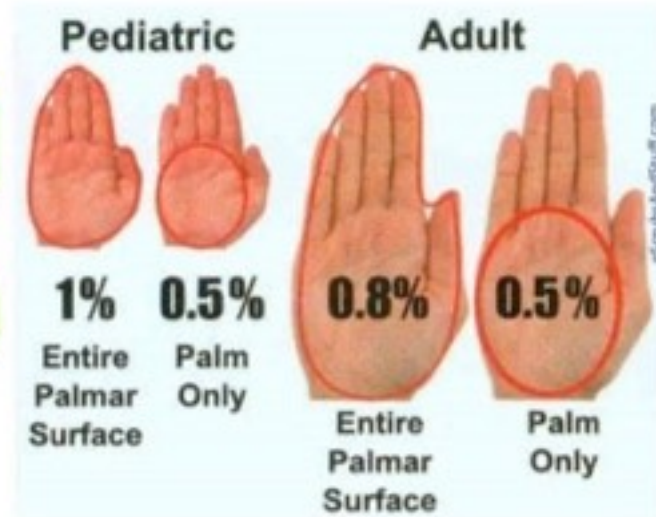 Pediatric
Adult
1%
0.5%
0.8%
0.5%
Entire
Palmar
Surface
Palm
Only
Entire
Palmar
Surface
Palm
Only